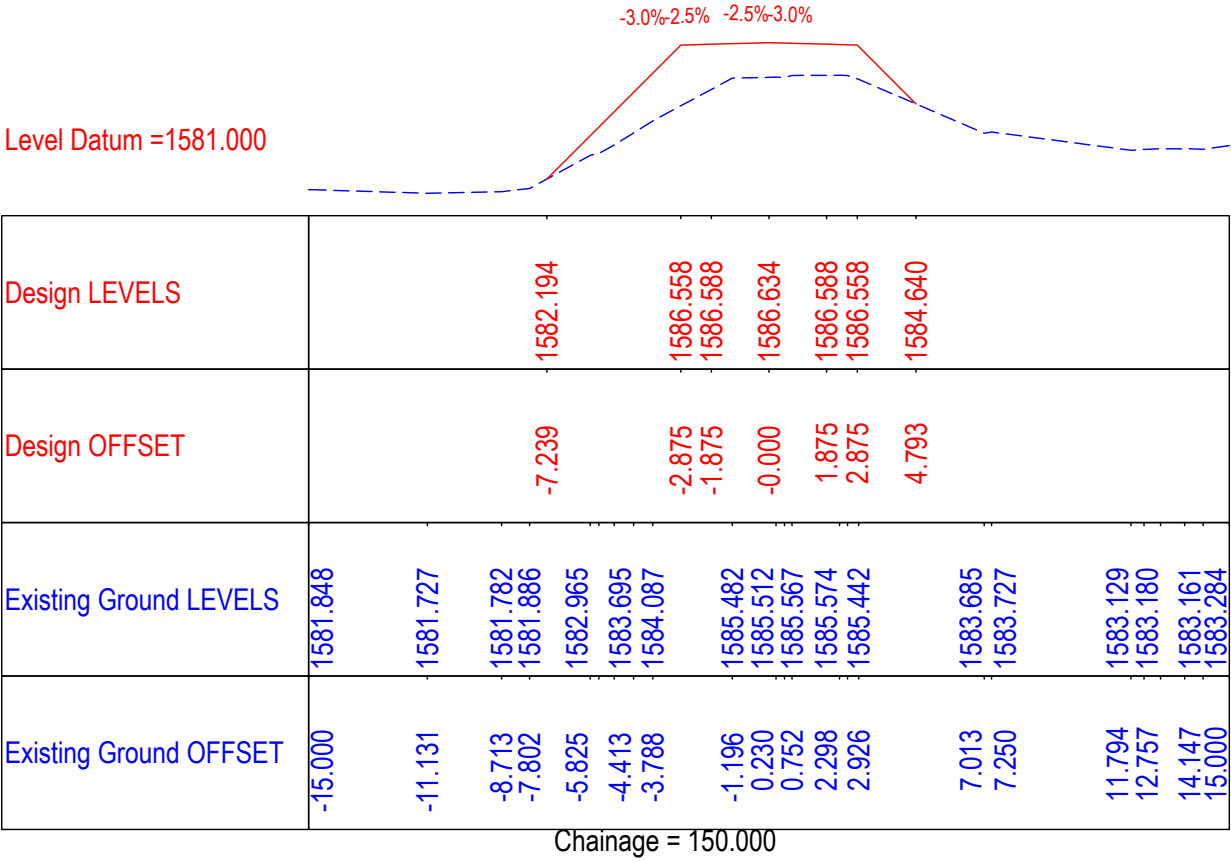 -3.0%-2.5% -2.5%-3.0%
Level Datum =1581.000
Design LEVELS
1582.194 1586.558 1586.588 1586.634 1586.588 1586.558 1584.640
Design OFFSET
-7.239 -2.875 -1.875 -0.000 1.875 2.875 4.793
Existing Ground LEVELS
1581.848 1581.727 1581.782 1581.886 1582.965 1583.695 1584.087 1585.482 1585.512 1585.567 1585.574 1585.442 1583.685 1583.727 1583.129 1583.180 1583.161 1583.284
Existing Ground OFFSET
-15.000 -11.131 -8.713 -7.802 -5.825 -4.413 -3.788 -1.196 0.230 0.752 2.298 2.926 7.013 7.250 11.794 12.757 14.147 15.000
Chainage = 150.000